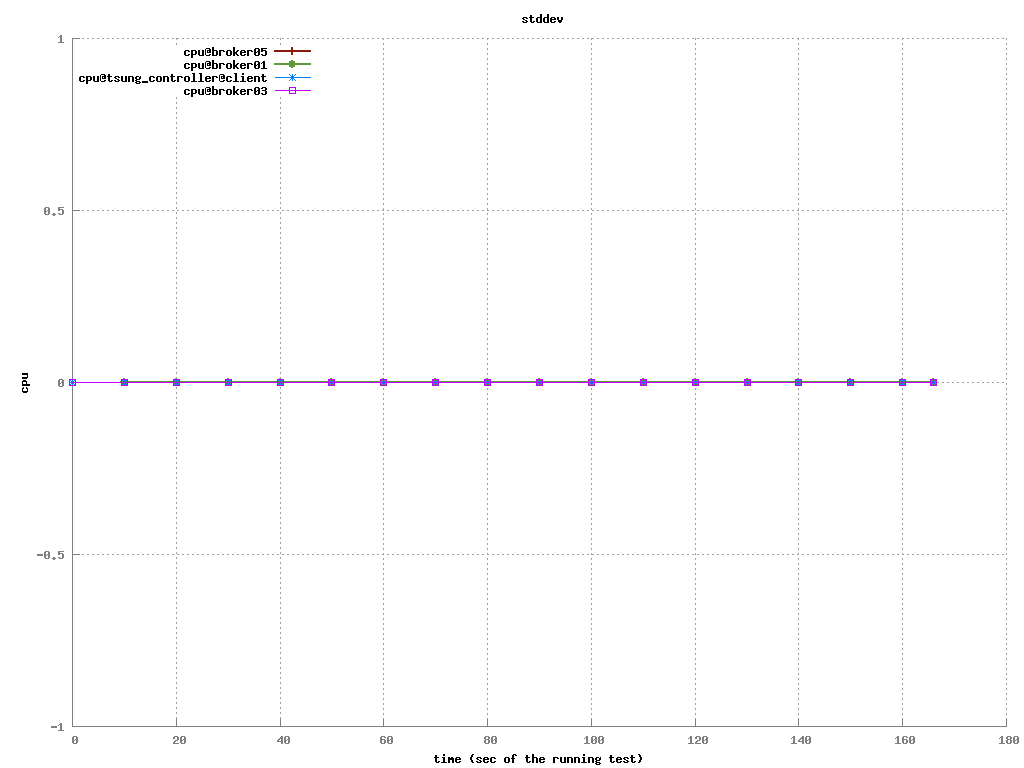 stddev
cpu@broker05
cpu@broker01
cpu@tsung_controller@client
cpu@broker03
1
0.5
0
-0.5
-1
cpu
0 20 40 60 80 100 120 140 160 180
time (sec of the running test)